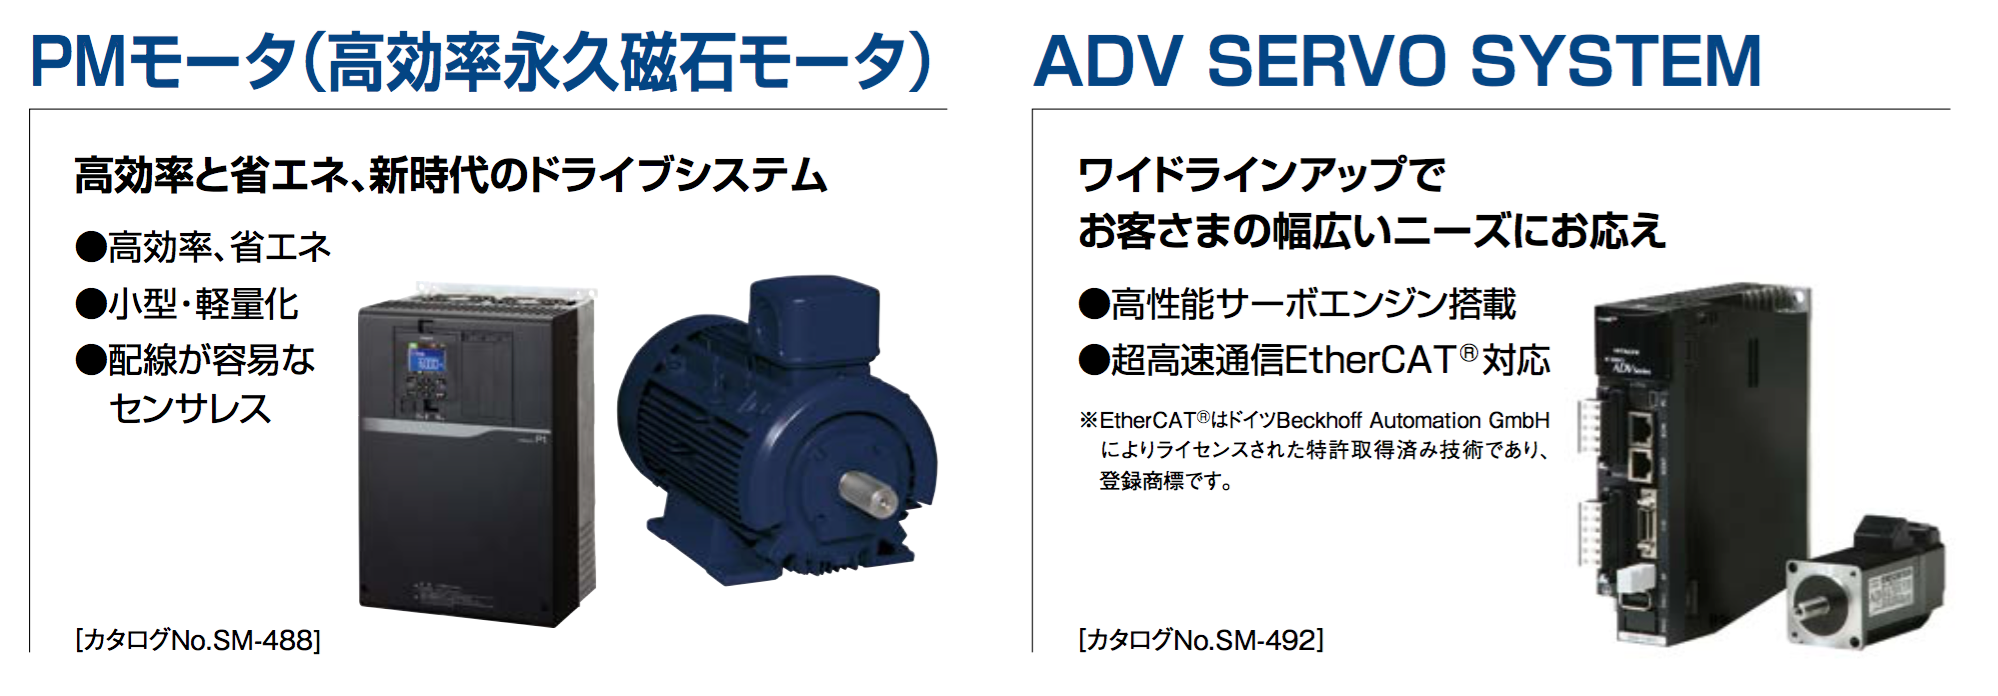 PMモータ（高効率永久磁石モータ）
高効率と省エネ、新時代のドライブシステム
●高効率、省エネ
●小型・軽量化
●配線が容易な
センサレス
P1
[カタログNo.SM-488]
ADV SERVO SYSTEM
ワイドラインアップで
お客さまの幅広いニーズにお応え
●高性能サーボエンジン搭載
●超高速通信EtherCAT®対応
※EtherCAT®はドイツBeckhoff Automation GmbH
によりライセンスされた特許取得済み技術であり、
登録商標です。
HITACHI
ADV Series
[カタログNo.SM-492]